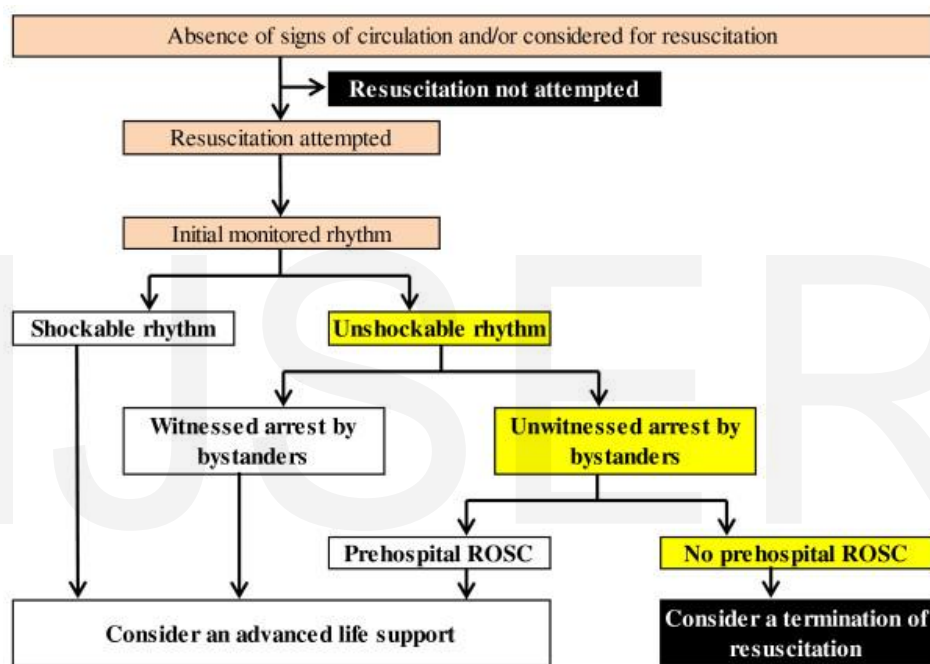 Absence of signs of circulation and/or considered for resuscitation
Resuscitation not attempted
Resuscitation attempted
Initial monitored rhythm
Shockable rhythm
Unshockable rhythm
Witnessed arrest by
bystanders
Unwitnessed arrest by
bystanders
Prehospital ROSC
No prehospital ROSC
Consider an advanced life support
Consider a termination of
resuscitation
IJSER